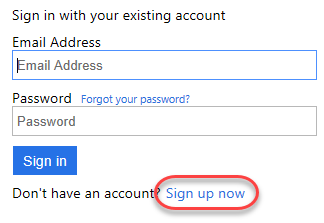 Sign in with your existing account
Email Address
Email Address
Password Forgot your password?
Password
Sign in
Don't have an account? Sign up now